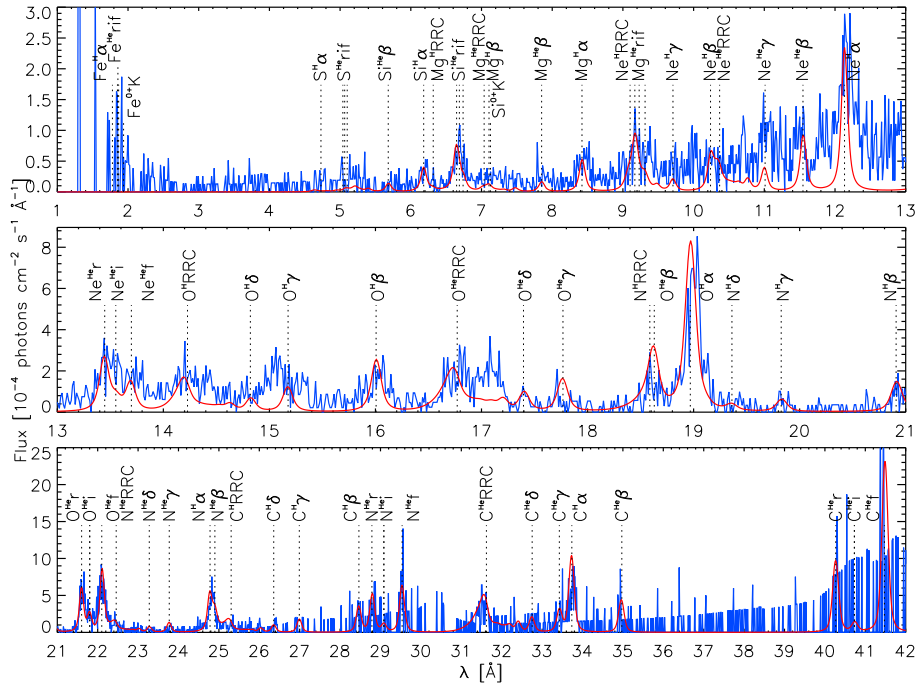 3.0
2.5
2.0
1.5
1.0
0.5
0.0
Fe^H α
Fe^He rif
Fe^0+ K
S^H α
S^He rif
Si^He β
Si^H α
Mg^H RRC
Si^He rif
Mg^He RRC
Mg^H β
Si^0+ K
Mg^He β
Mg^H α
Ne^H RRC
Mg^He rif
Ne^H γ
Ne^H β
Ne^He RRC
Ne^He γ
Ne^He β
Ne^H α
1 2 3 4 5 6 7 8 9 10 11 12 13
Flux [10⁻⁴ photons cm⁻² s⁻¹ Å⁻¹]
8
6
4
2
0
Ne^He r
Ne^He i
Ne^He f
O^H RRC
O^H δ
O^H γ
O^H β
O^He RRC
O^He δ
O^He γ
N^H RRC
O^He β
O^H α
N^H δ
N^H γ
N^H β
13 14 15 16 17 18 19 20 21
25
20
15
10
5
0
O^He r
O^He i
O^He f
N^He RRC
N^He δ
N^He γ
N^H α
N^He β
C^H RRC
C^H δ
C^H γ
C^H β
N^He r
N^He i
N^He f
C^He RRC
C^He δ
C^He γ
C^H α
C^He β
C^He r
C^He i
C^He f
21 22 23 24 25 26 27 28 29 30 31 32 33 34 35 36 37 38 39 40 41 42
λ [Å]